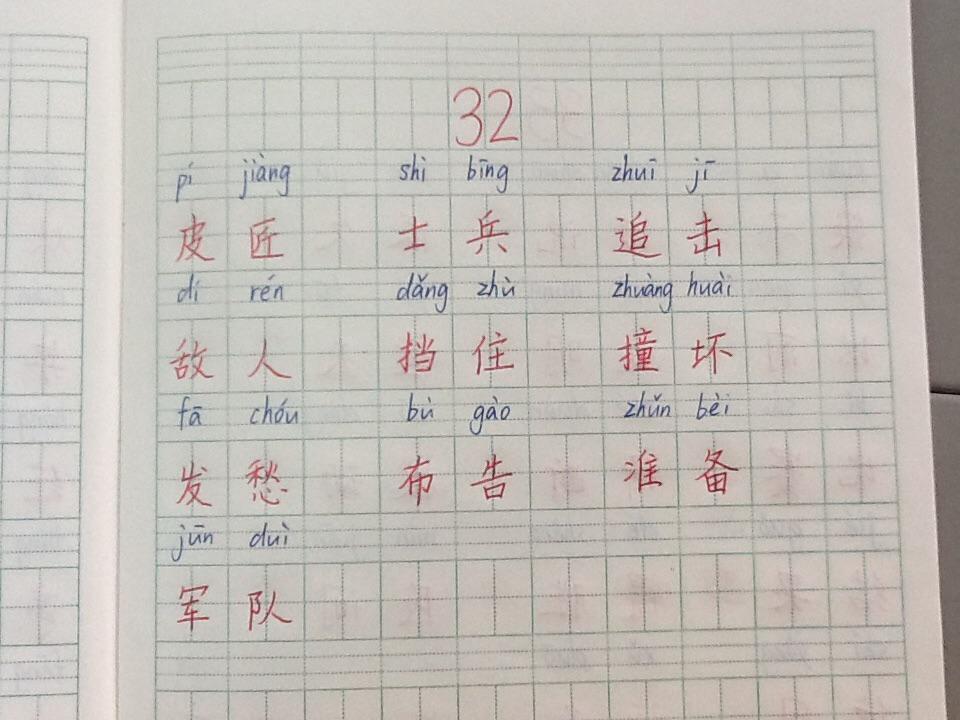 32
pí jiàng shì bīng zhuī jī
皮匠 士兵 追击
dí rén dǎng zhù zhuàng huài
敌人 挡住 撞坏
fā chóu bù gào zhǔn bèi
发愁 布告 准备
jūn duì
军队